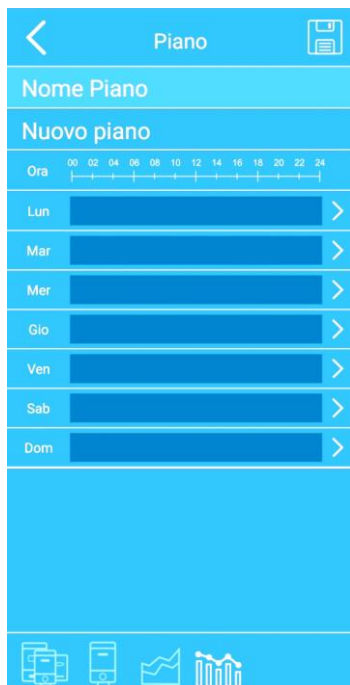 Piano
Nome Piano
Nuovo piano
Ora 00 02 04 06 08 10 12 14 16 18 20 22 24
Lun
Mar
Mer
Gio
Ven
Sab
Dom